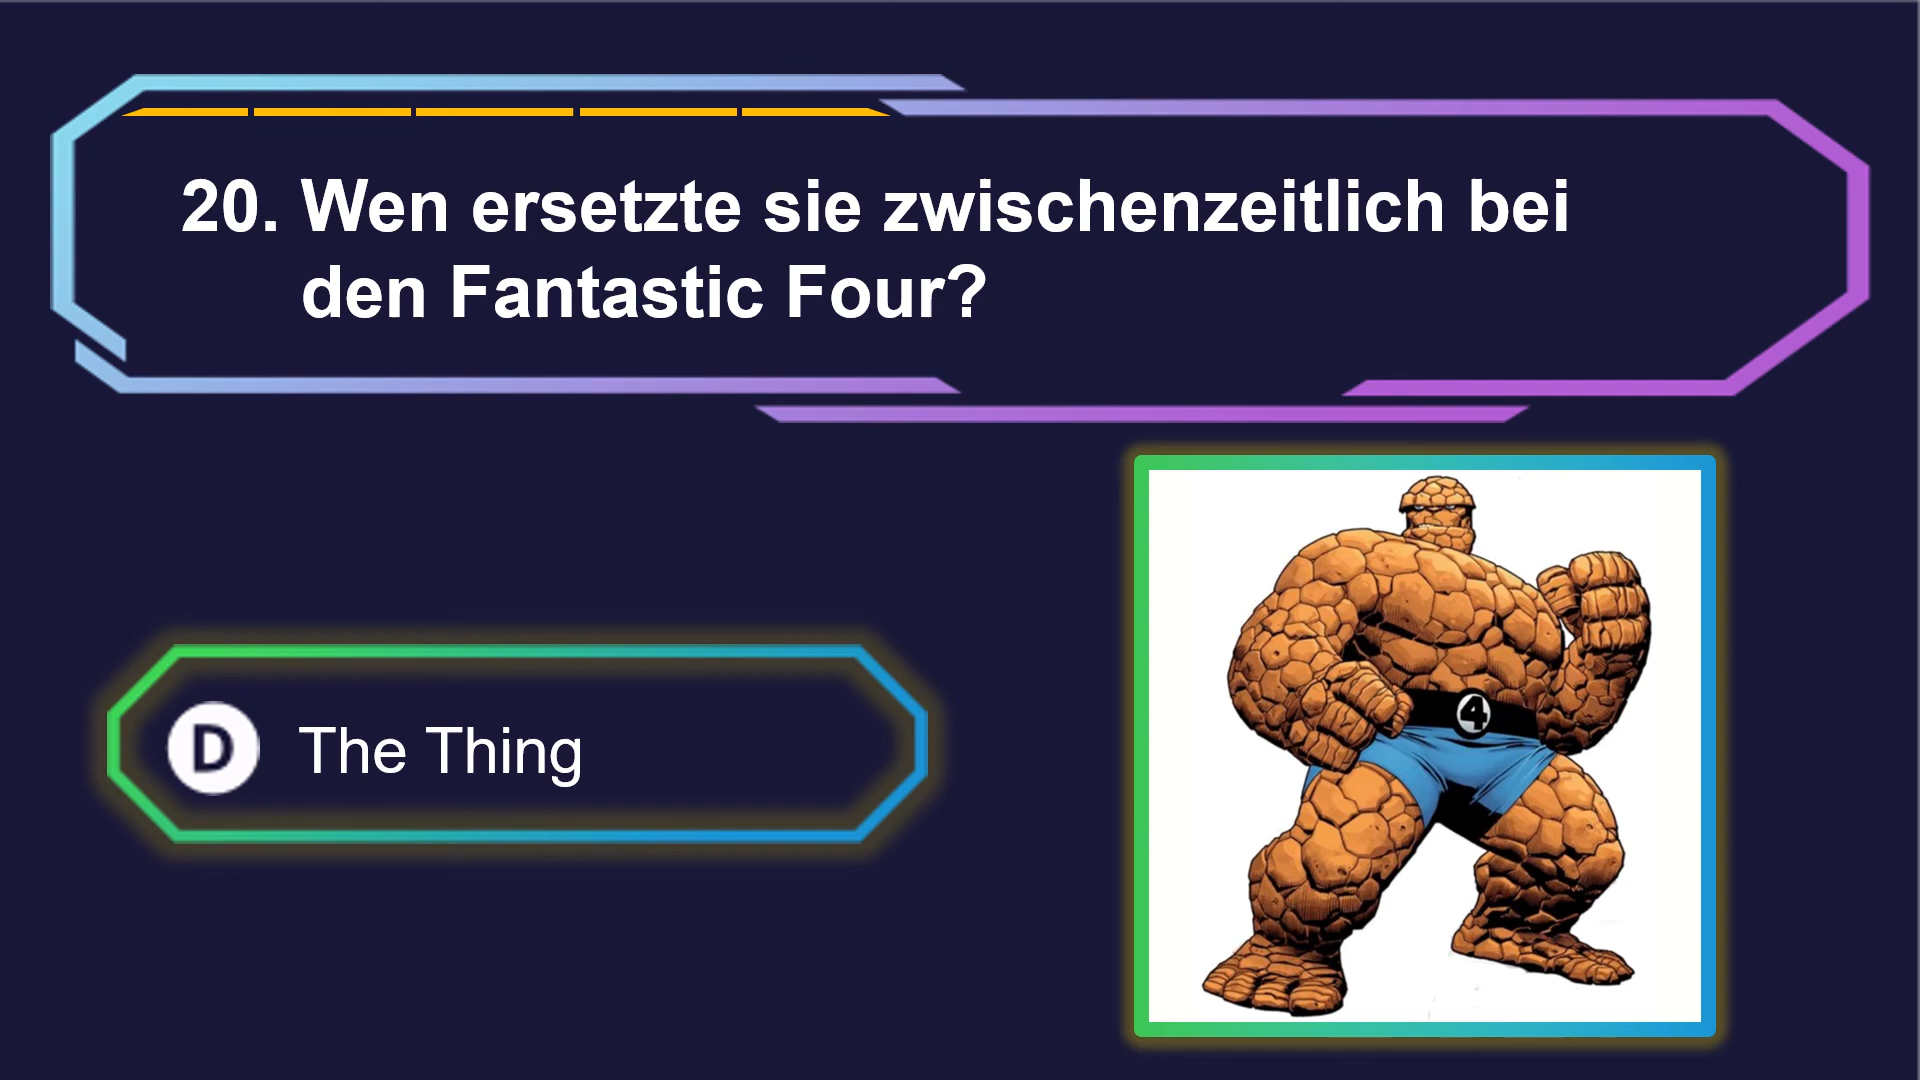 20. Wen ersetzte sie zwischenzeitlich bei
den Fantastic Four?
D The Thing
4